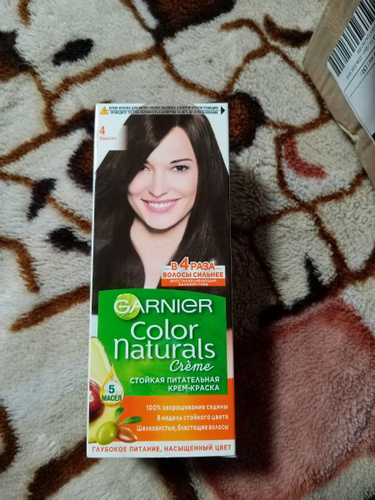 4
Каштан
В 4 РАЗА
ВОЛОСЫ СИЛЬНЕЕ
GARNIER
Color
Naturals
Crème
СТОЙКАЯ ПИТАТЕЛЬНАЯ
КРЕМ-КРАСКА
5
МАСЕЛ
100% закрашивание седины
8 недель стойкого цвета
Шелковистые, блестящие волосы
ГЛУБОКОЕ ПИТАНИЕ, НАСЫЩЕННЫЙ ЦВЕТ